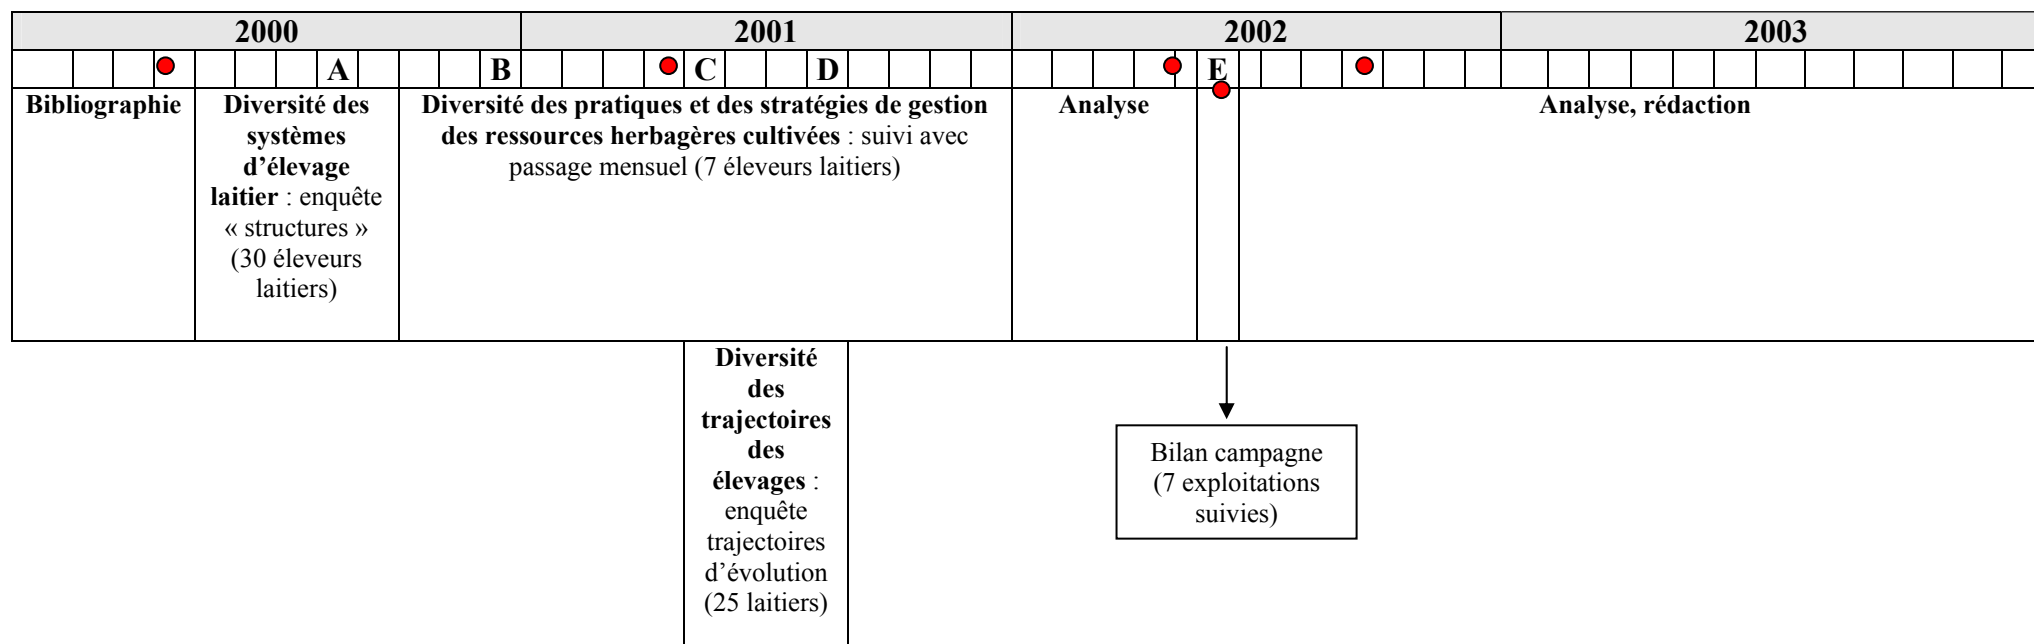 2000 2001 2002 2003
A B C D E
Bibliographie
Diversité des
systèmes
d’élevage
laitier : enquête
« structures »
(30 éleveurs
laitiers)
Diversité des pratiques et des stratégies de gestion
des ressources herbagères cultivées : suivi avec
passage mensuel (7 éleveurs laitiers)
Analyse
Analyse, rédaction
Diversité
des
trajectoires
des
élevages :
enquête
trajectoires
d’évolution
(25 laitiers)
Bilan campagne
(7 exploitations
suivies)